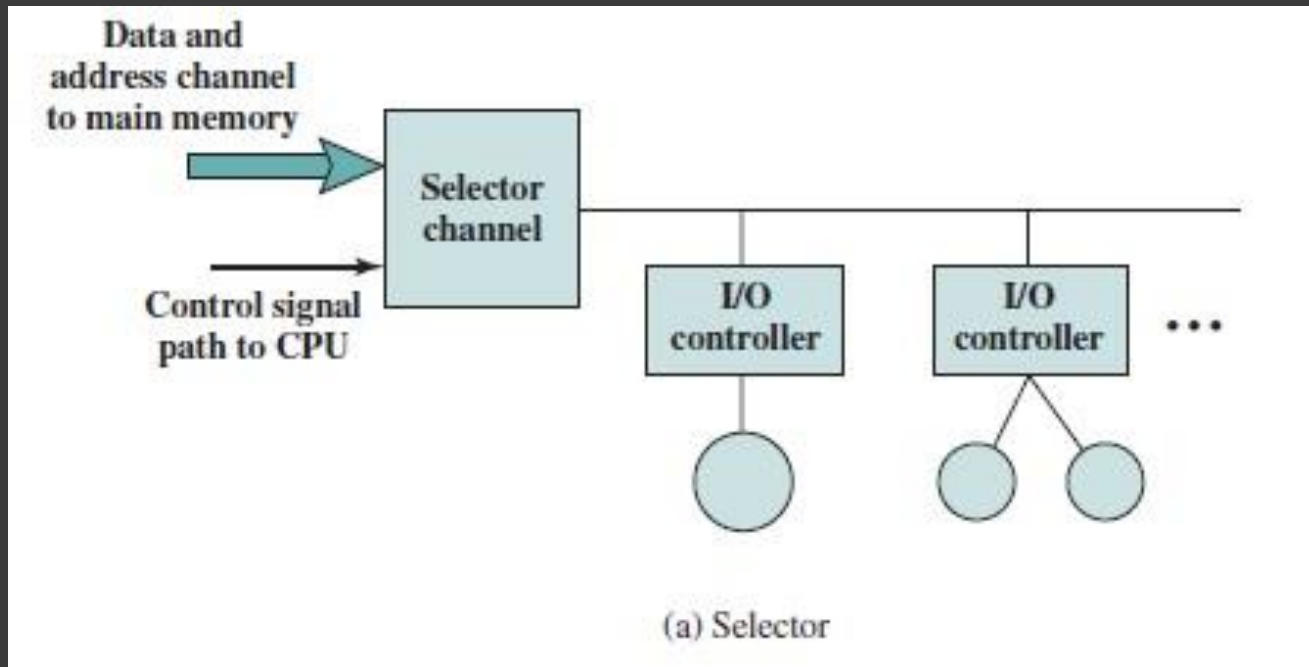 Data and
address channel
to main memory
Selector
channel
Control signal
path to CPU
I/O
controller
I/O
controller
...
(a) Selector